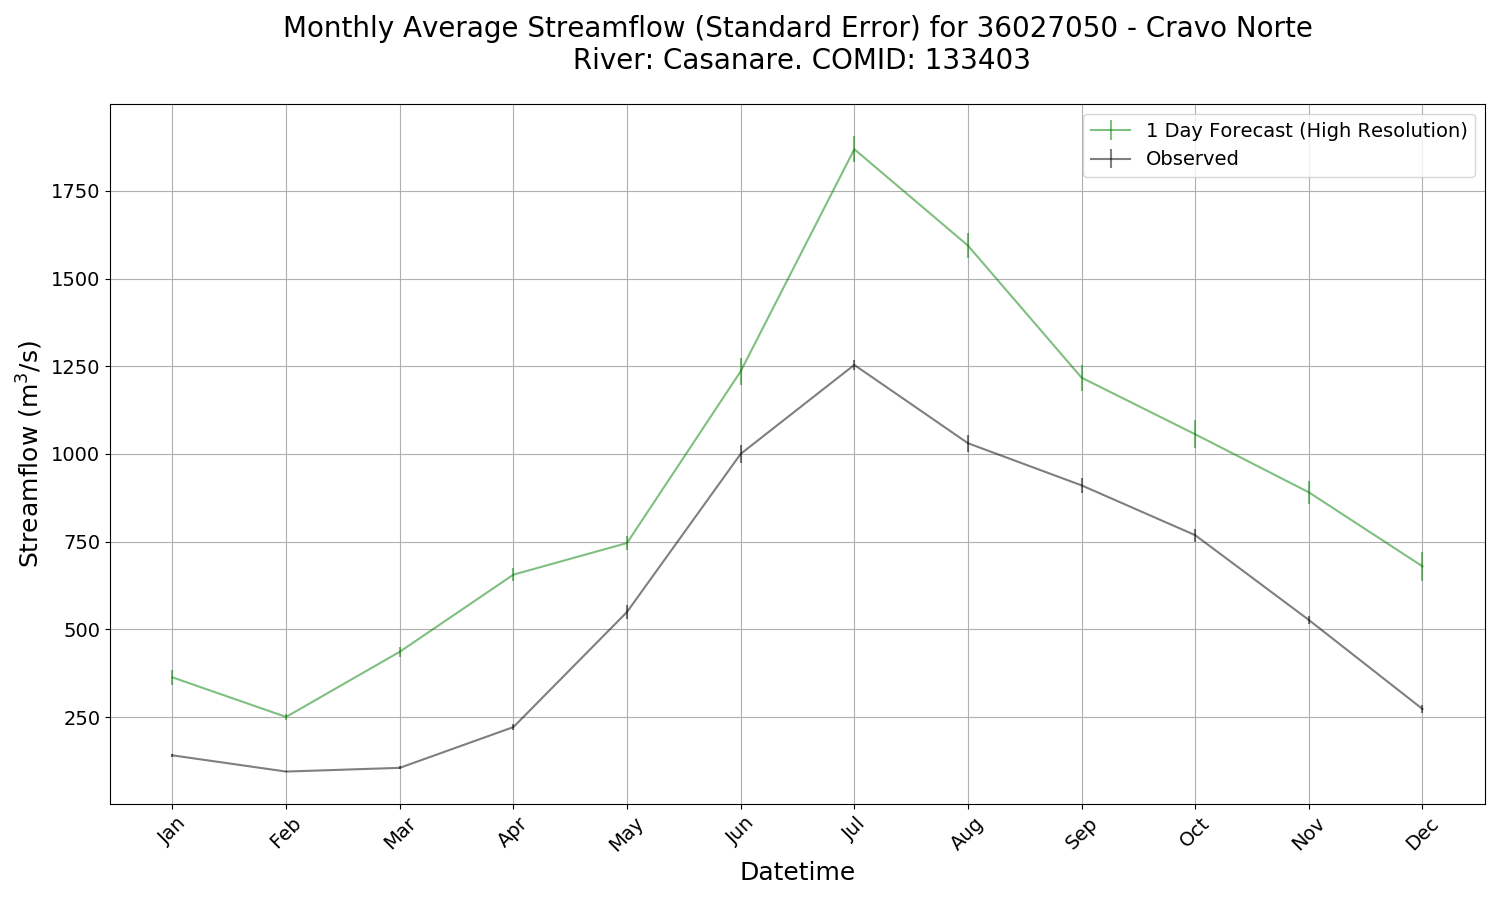 Monthly Average Streamflow (Standard Error) for 36027050 - Cravo Norte
River: Casanare. COMID: 133403
1 Day Forecast (High Resolution)
Observed
Streamflow (m³/s)
1750
1500
1250
1000
750
500
250
Jan
Feb
Mar
Apr
May
Jun
Jul
Aug
Sep
Oct
Nov
Dec
Datetime